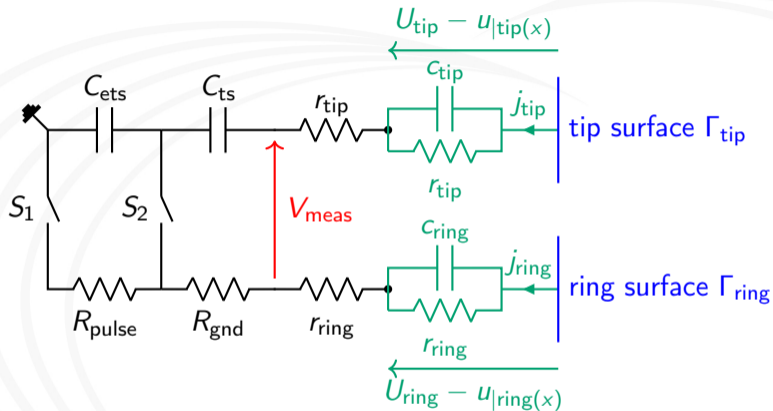 U_tip − u_|tip(x)
C_ets
C_ts
r_tip
c_tip
j_tip
tip surface Γ_tip
r_tip
S_1
S_2
V_meas
c_ring
j_ring
ring surface Γ_ring
R_pulse
R_gnd
r_ring
r_ring
U_ring − u_|ring(x)